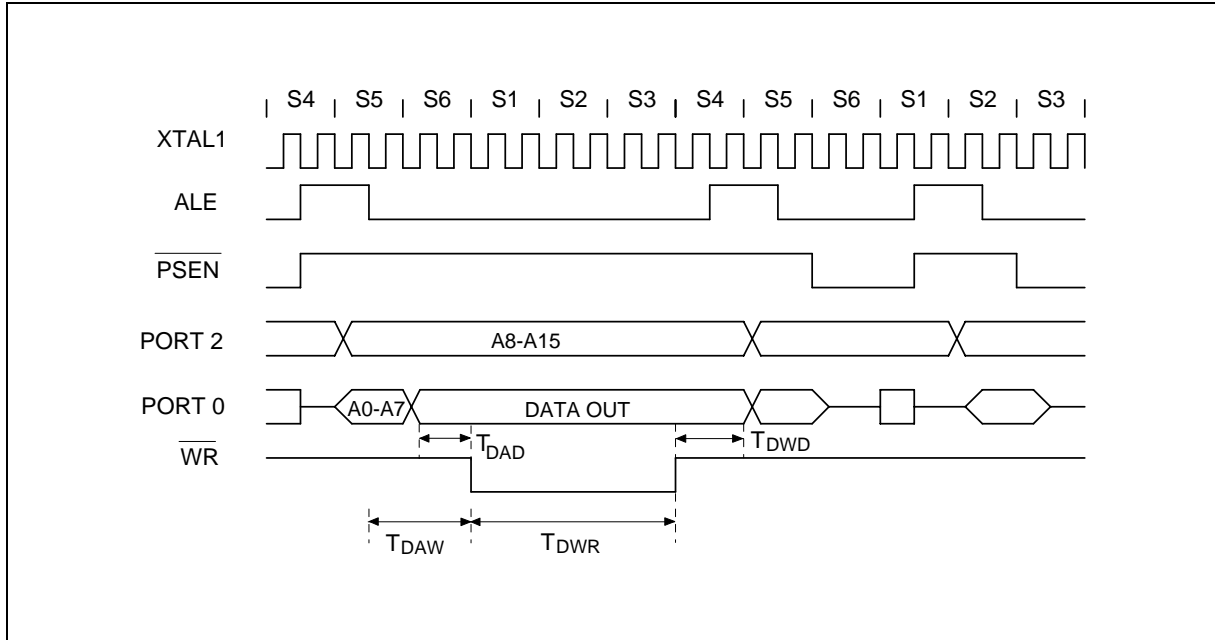 S4 S5 S6 S1 S2 S3 S4 S5 S6 S1 S2 S3
XTAL1
ALE
PSEN
PORT 2 A8-A15
PORT 0 A0-A7 DATA OUT
TDAD TDWD
WR
TDAW TDWR